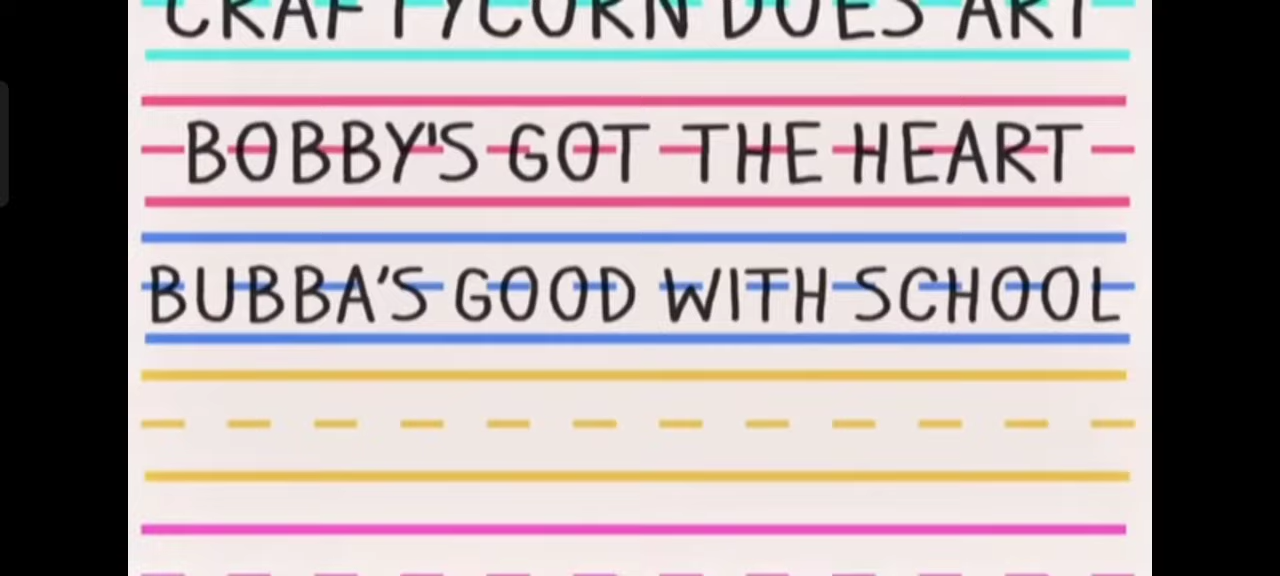 CRAFTYCORN DOES ART
BOBBY'S GOT THE HEART
BUBBA'S GOOD WITH SCHOOL